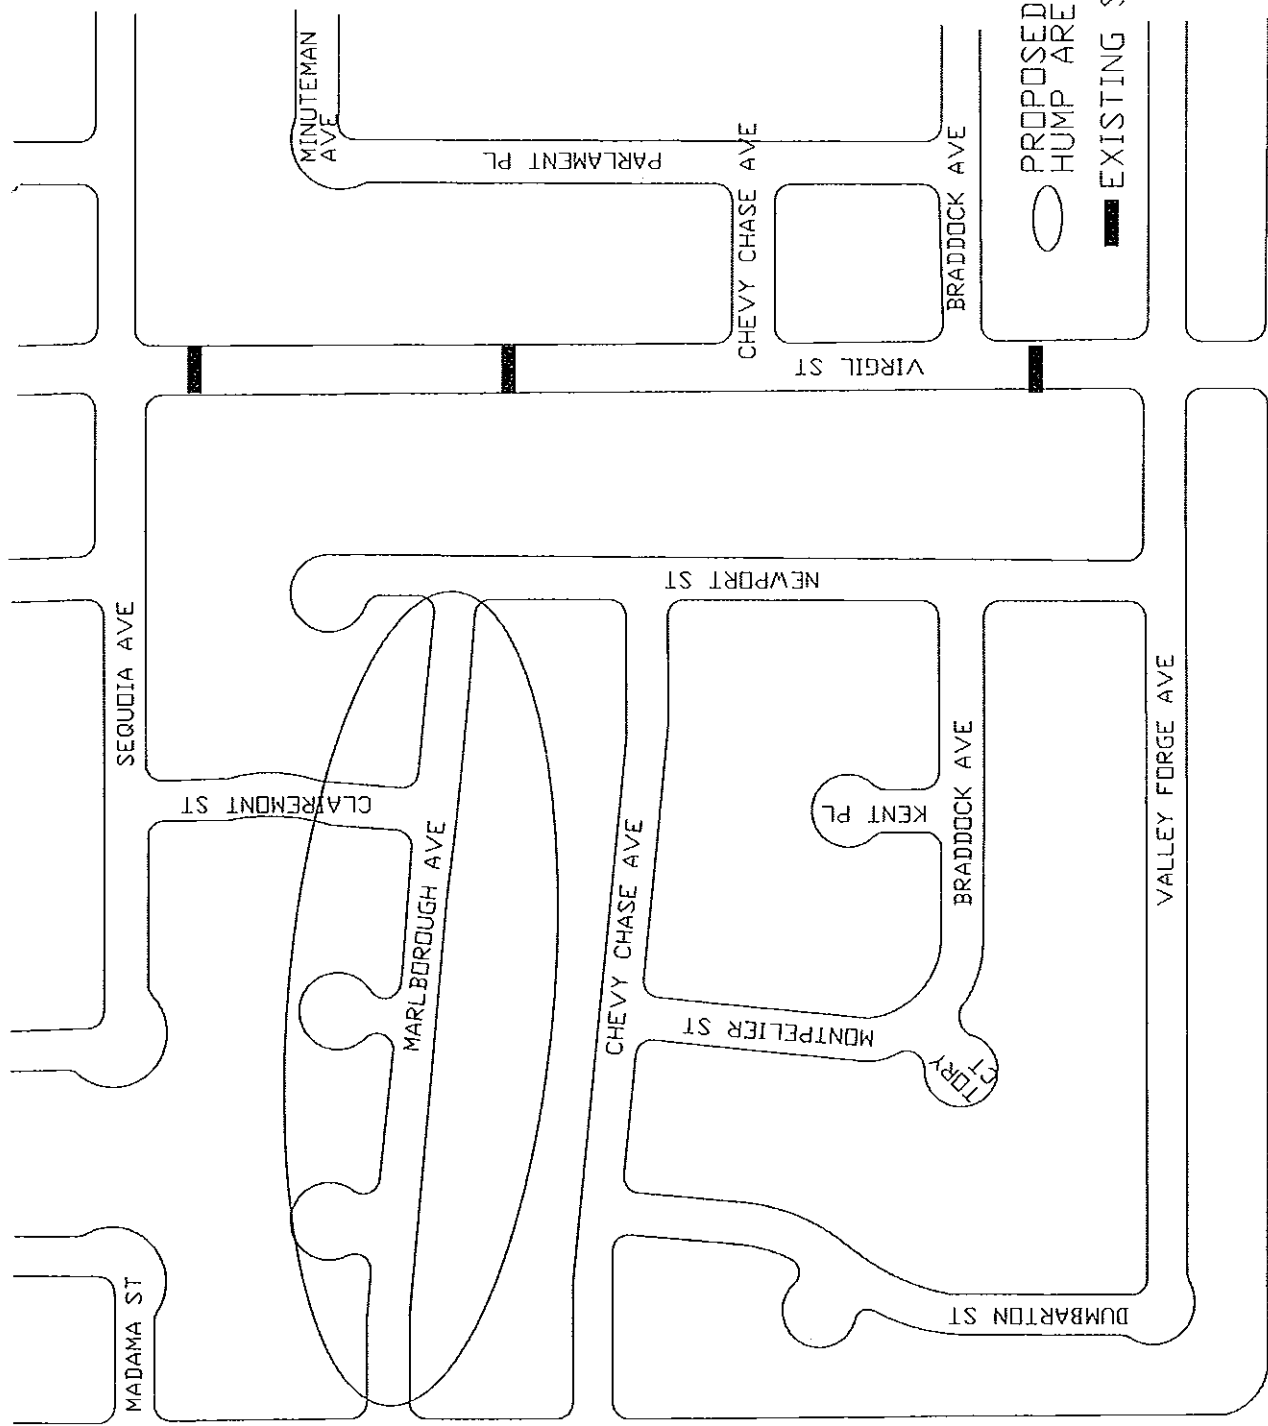 MINUTEMAN
AVE
PARLAMENT PL
CHEVY CHASE AVE
BRADDOCK AVE
PROPOSED
HUMP ARE
EXISTING S
VIRGIL ST
SEQUOIA AVE
NEWPORT ST
CLAIREMONT ST
MARLBOROUGH AVE
CHEVY CHASE AVE
KENT PL
BRADDOCK AVE
VALLEY FORGE AVE
MONTPELIER ST
TORY
CT
MADAMA ST
DUMBARTON ST